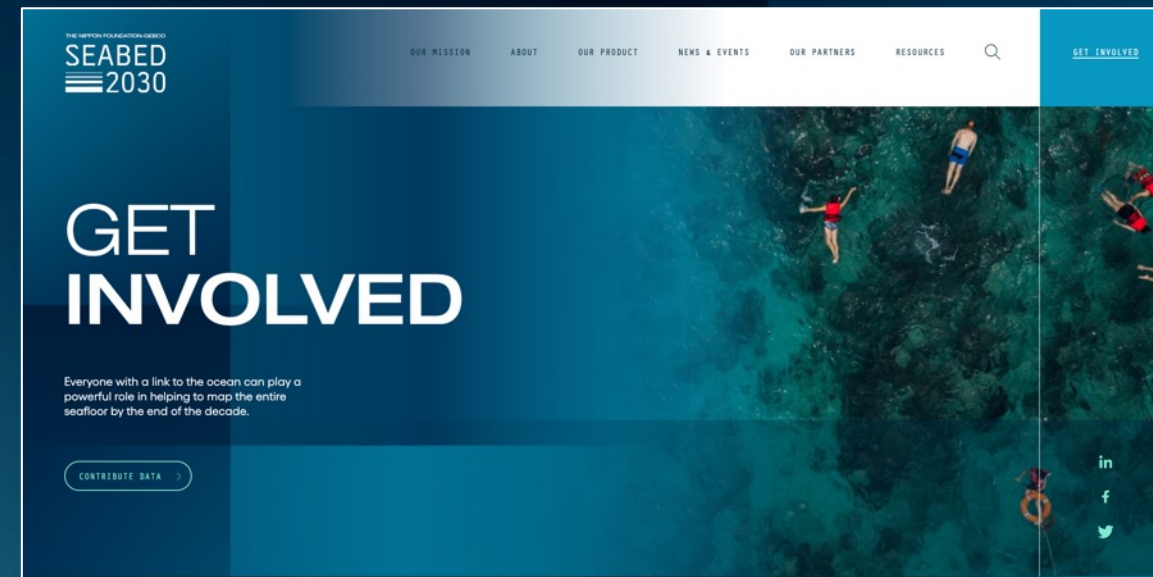 THE NIPPON FOUNDATION-GEBCO
SEABED
2030
OUR MISSION ABOUT OUR PRODUCT NEWS & EVENTS OUR PARTNERS RESOURCES GET INVOLVED
GET
INVOLVED
Everyone with a link to the ocean can play a
powerful role in helping to map the entire
seafloor by the end of the decade.
CONTRIBUTE DATA
in
f